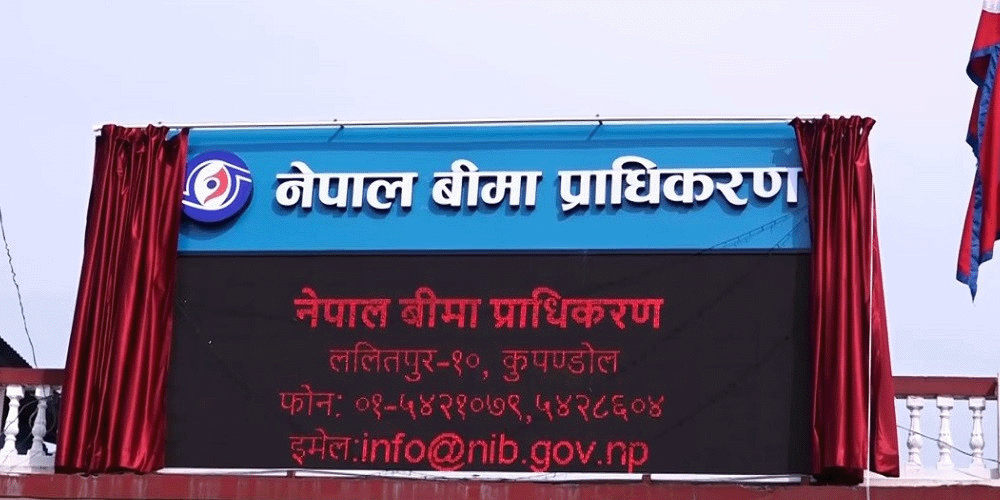 नेपाल बीमा प्राधिकरण
नेपाल बीमा प्राधिकरण
ललितपुर-१०, कुपण्डोल
फोन: ०१-५४२१०७९,५४२८६०४
इमेल:info@nib.gov.np